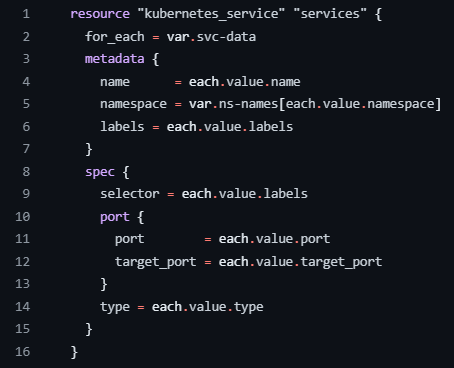 1 resource "kubernetes_service" "services" {
2 for_each = var.svc-data
3 metadata {
4 name      = each.value.name
5 namespace = var.ns-names[each.value.namespace]
6 labels = each.value.labels
7 }
8 spec {
9 selector = each.value.labels
10 port {
11 port        = each.value.port
12 target_port = each.value.target_port
13 }
14 type = each.value.type
15 }
16 }